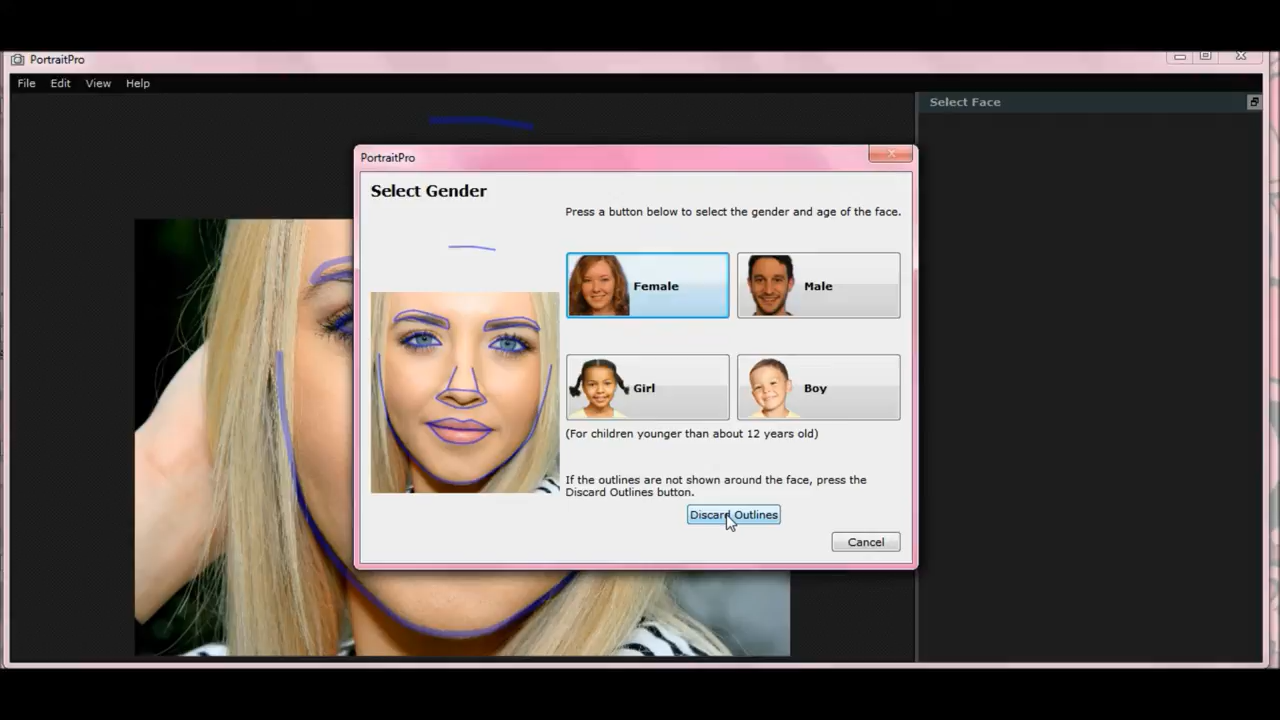 PortraitPro
File Edit View Help
Select Face
PortraitPro
Select Gender
Press a button below to select the gender and age of the face.
Female
Male
Girl
Boy
(For children younger than about 12 years old)
If the outlines are not shown around the face, press the
Discard Outlines button.
Discard Outlines
Cancel